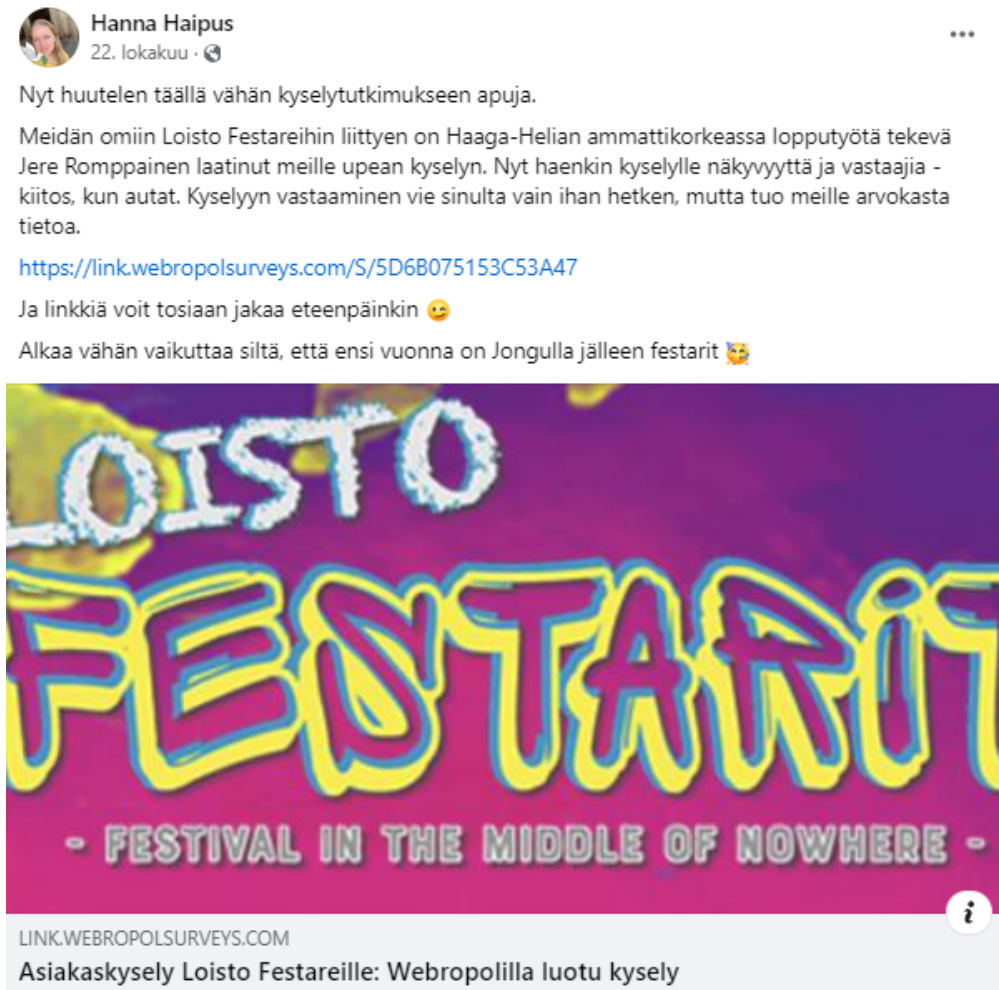 Hanna Haipus
22. lokakuu ·
Nyt huutelen täällä vähän kyselytutkimukseen apuja.
Meidän omiin Loisto Festareihin liittyen on Haaga-Helian ammattikorkeassa lopputyötä tekevä
Jere Romppainen laatinut meille upean kyselyn. Nyt haenkin kyselylle näkyvyyttä ja vastaajia -
kiitos, kun autat. Kyselyyn vastaaminen vie sinulta vain ihan hetken, mutta tuo meille arvokasta
tietoa.
https://link.webropolsurveys.com/S/5D6B075153C53A47
Ja linkkiä voit tosiaan jakaa eteenpäinkin 😉
Alkaa vähän vaikuttaa siltä, että ensi vuonna on Jongulla jälleen festarit 🥳
LOISTO
FESTARiT
- FESTIVAL IN THE MIDDLE OF NOWHERE -
LINK.WEBROPOLSURVEYS.COM
Asiakaskysely Loisto Festareille: Webropolilla luotu kysely